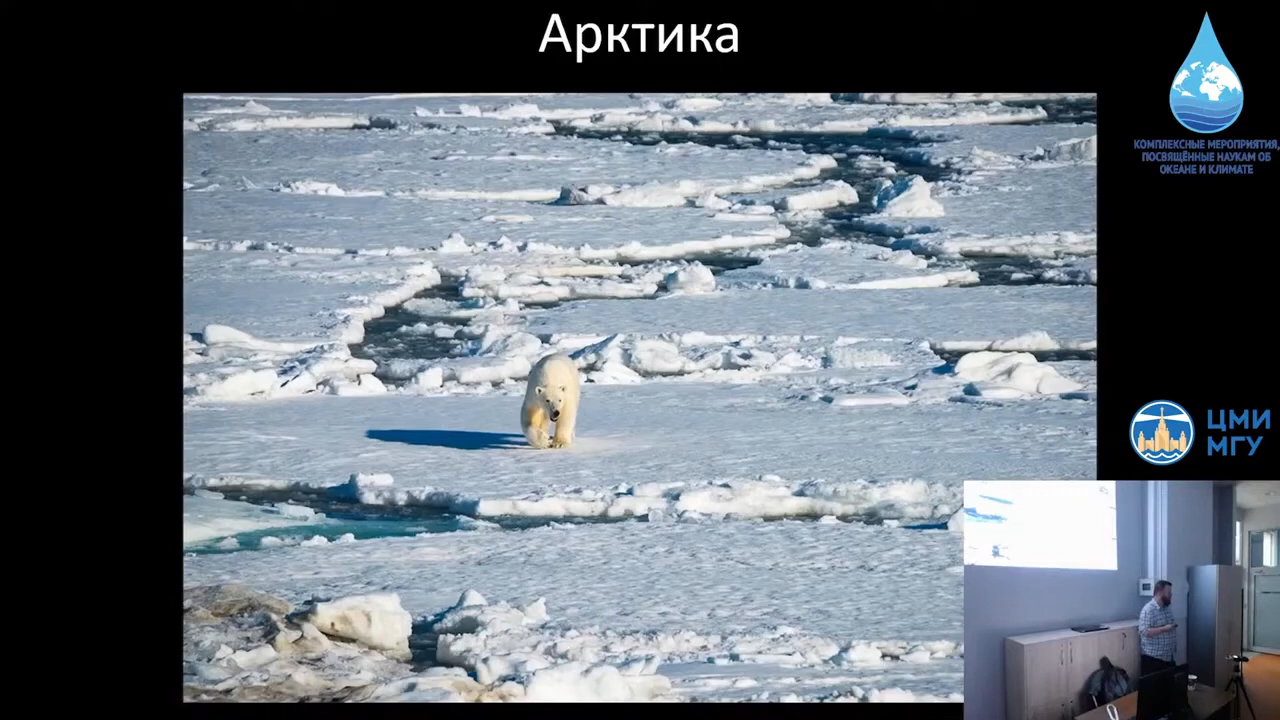 Арктика
КОМПЛЕКСНЫЕ МЕРОПРИЯТИЯ,
ПОСВЯЩЁННЫЕ НАУКАМ ОБ
ОКЕАНЕ И КЛИМАТЕ
ЦМИ
МГУ